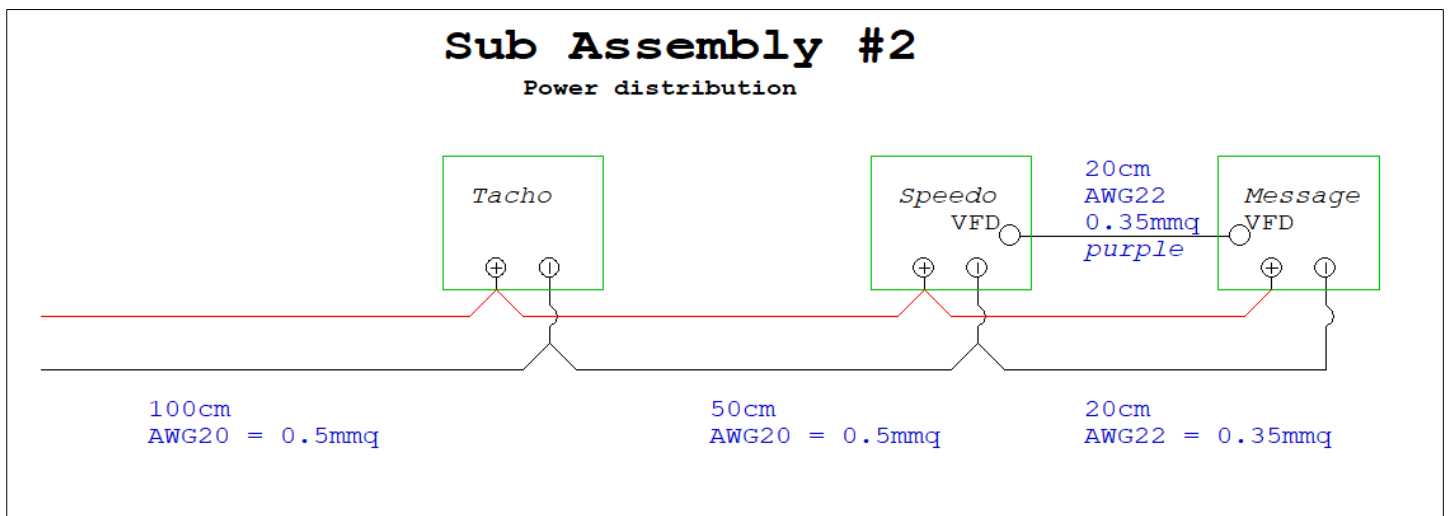 Sub Assembly #2
Power distribution
Tacho
Speedo
VFD
20cm
AWG22
0.35mmq
purple
Message
VFD
+
+
+
100cm
AWG20 = 0.5mmq
50cm
AWG20 = 0.5mmq
20cm
AWG22 = 0.35mmq